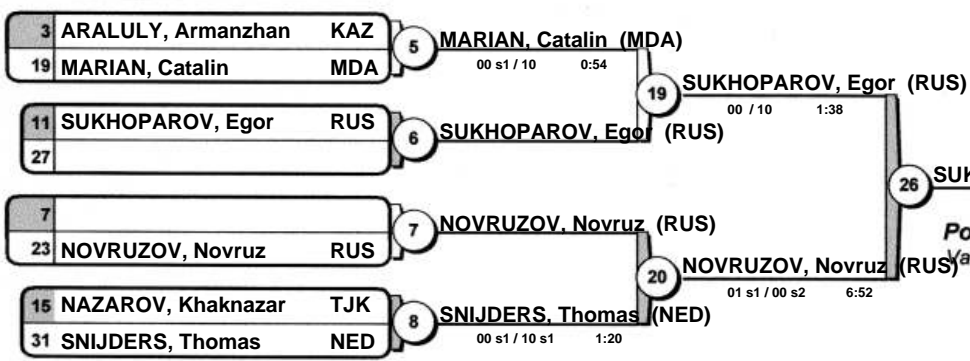 3 ARALULY, Armanzhan KAZ
19 MARIAN, Catalin MDA
5
MARIAN, Catalin (MDA)
00 s1 / 10 0:54
11 SUKHOPAROV, Egor RUS
27
6
SUKHOPAROV, Egor (RUS)
19
SUKHOPAROV, Egor (RUS)
00 / 10 1:38
7
23 NOVRUZOV, Novruz RUS
7
NOVRUZOV, Novruz (RUS)
15 NAZAROV, Khaknazar TJK
31 SNIJDERS, Thomas NED
8
SNIJDERS, Thomas (NED)
00 s1 / 10 s1 1:20
20
NOVRUZOV, Novruz (RUS)
01 s1 / 00 s2 6:52
26
SUK
Po
Va